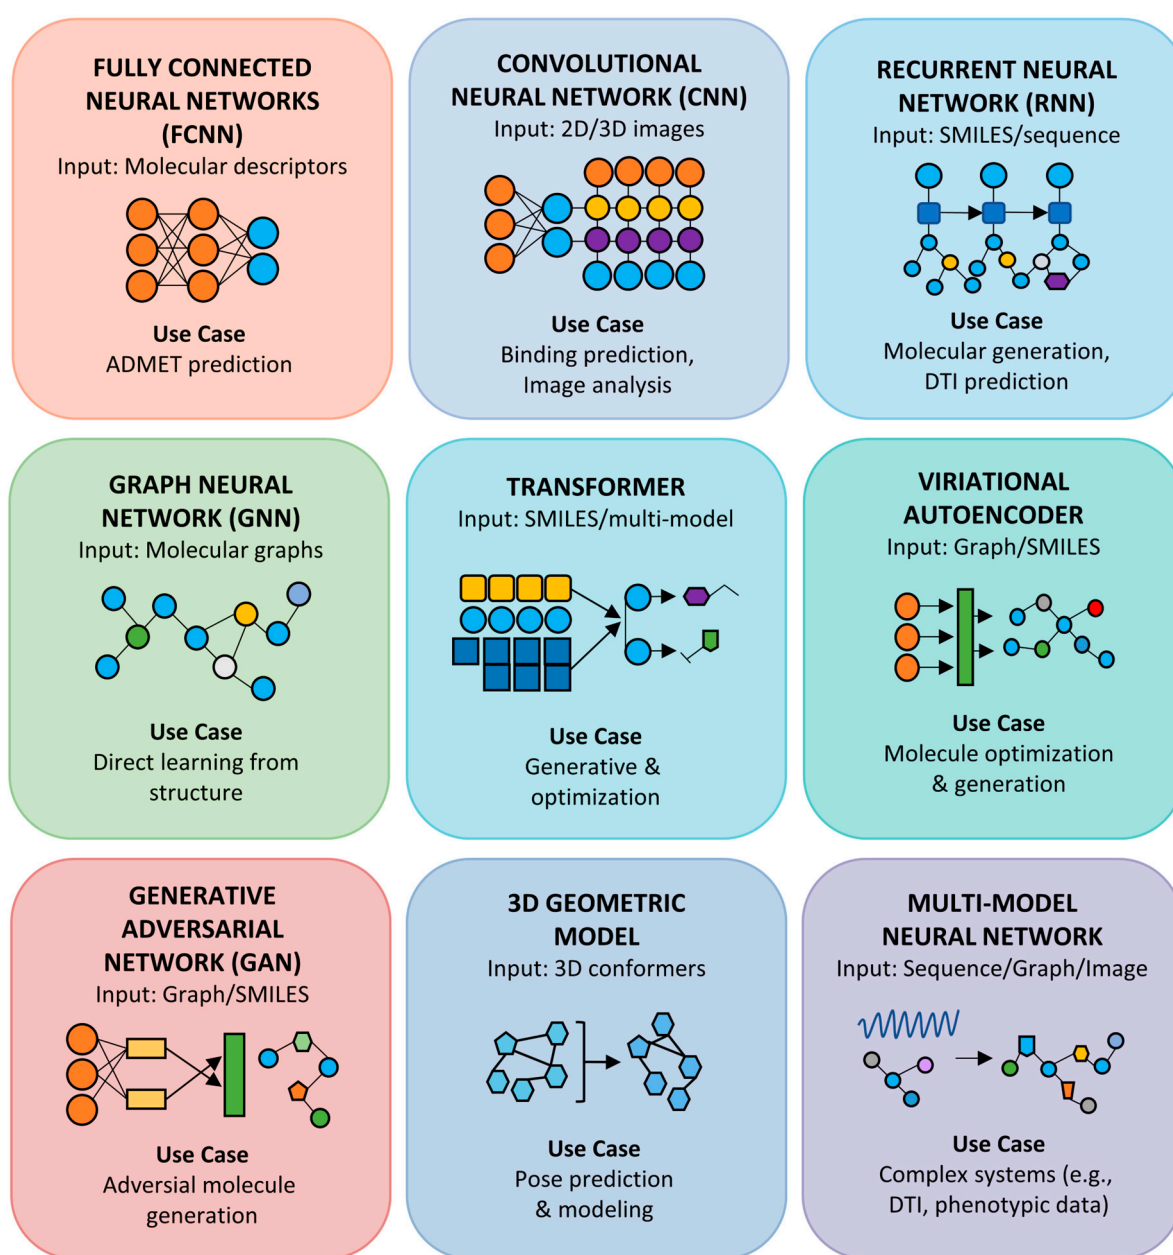 FULLY CONNECTED
NEURAL NETWORKS
(FCNN)
Input: Molecular descriptors
Use Case
ADMET prediction
CONVOLUTIONAL
NEURAL NETWORK (CNN)
Input: 2D/3D images
Use Case
Binding prediction,
Image analysis
RECURRENT NEURAL
NETWORK (RNN)
Input: SMILES/sequence
Use Case
Molecular generation,
DTI prediction
GRAPH NEURAL
NETWORK (GNN)
Input: Molecular graphs
Use Case
Direct learning from
structure
TRANSFORMER
Input: SMILES/multi-model
Use Case
Generative &
optimization
VIRIATIONAL
AUTOENCODER
Input: Graph/SMILES
Use Case
Molecule optimization
& generation
GENERATIVE
ADVERSARIAL
NETWORK (GAN)
Input: Graph/SMILES
Use Case
Adversial molecule
generation
3D GEOMETRIC
MODEL
Input: 3D conformers
Use Case
Pose prediction
& modeling
MULTI-MODEL
NEURAL NETWORK
Input: Sequence/Graph/Image
Use Case
Complex systems (e.g.,
DTI, phenotypic data)